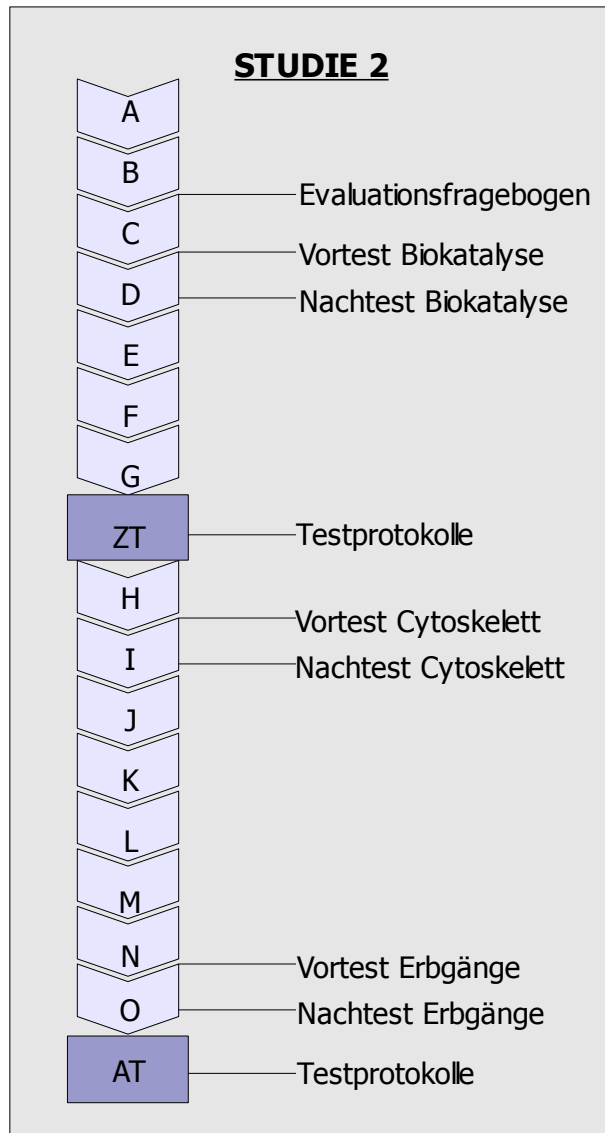 STUDIE 2
A
B
Evaluationsfragebogen
C
Vortest Biokatalyse
D
Nachtest Biokatalyse
E
F
G
ZT
Testprotokolle
H
Vortest Cytoskelett
I
Nachtest Cytoskelett
J
K
L
M
N
Vortest Erbgänge
O
Nachtest Erbgänge
AT
Testprotokolle